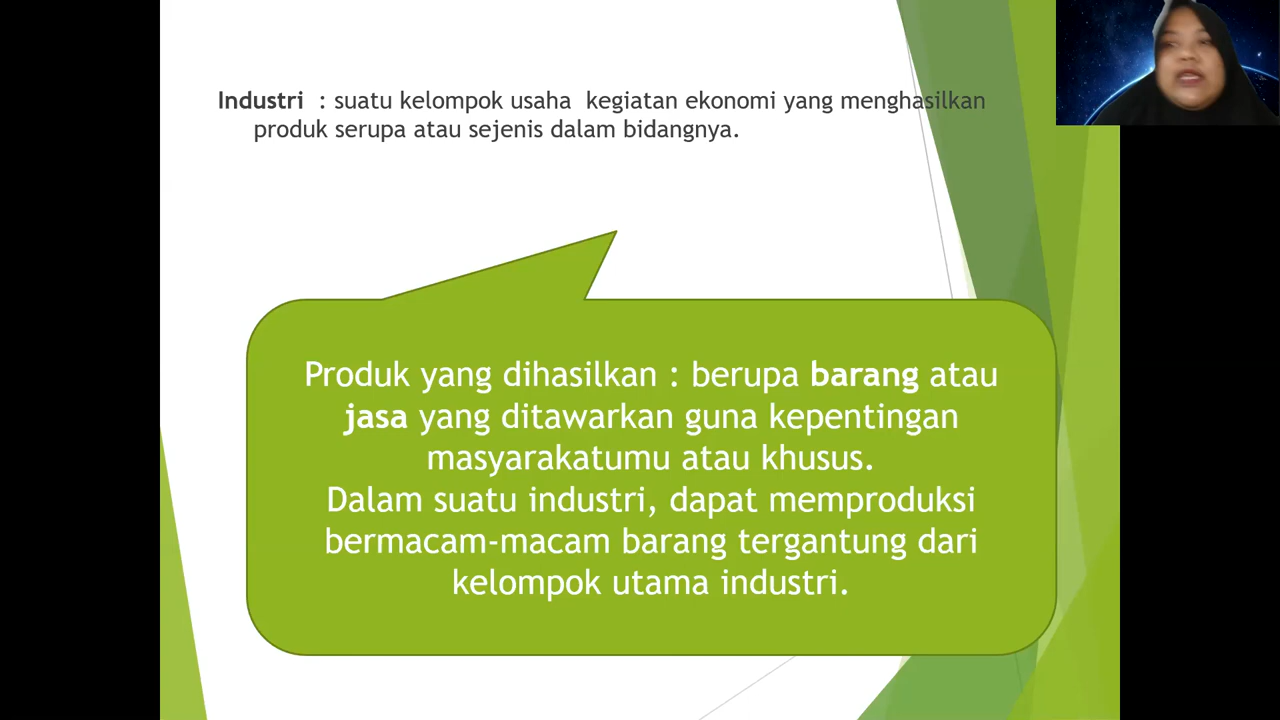 Industri : suatu kelompok usaha kegiatan ekonomi yang menghasilkan
produk serupa atau sejenis dalam bidangnya.
Produk yang dihasilkan : berupa barang atau
jasa yang ditawarkan guna kepentingan
masyarakatumu atau khusus.
Dalam suatu industri, dapat memproduksi
bermacam-macam barang tergantung dari
kelompok utama industri.